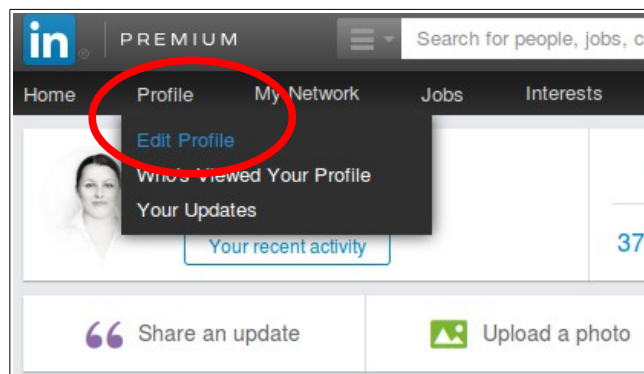 in ® PREMIUM Search for people, jobs, c
Home Profile My Network Jobs Interests
Edit Profile
Who's Viewed Your Profile
Your Updates
Your recent activity
37
Share an update Upload a photo